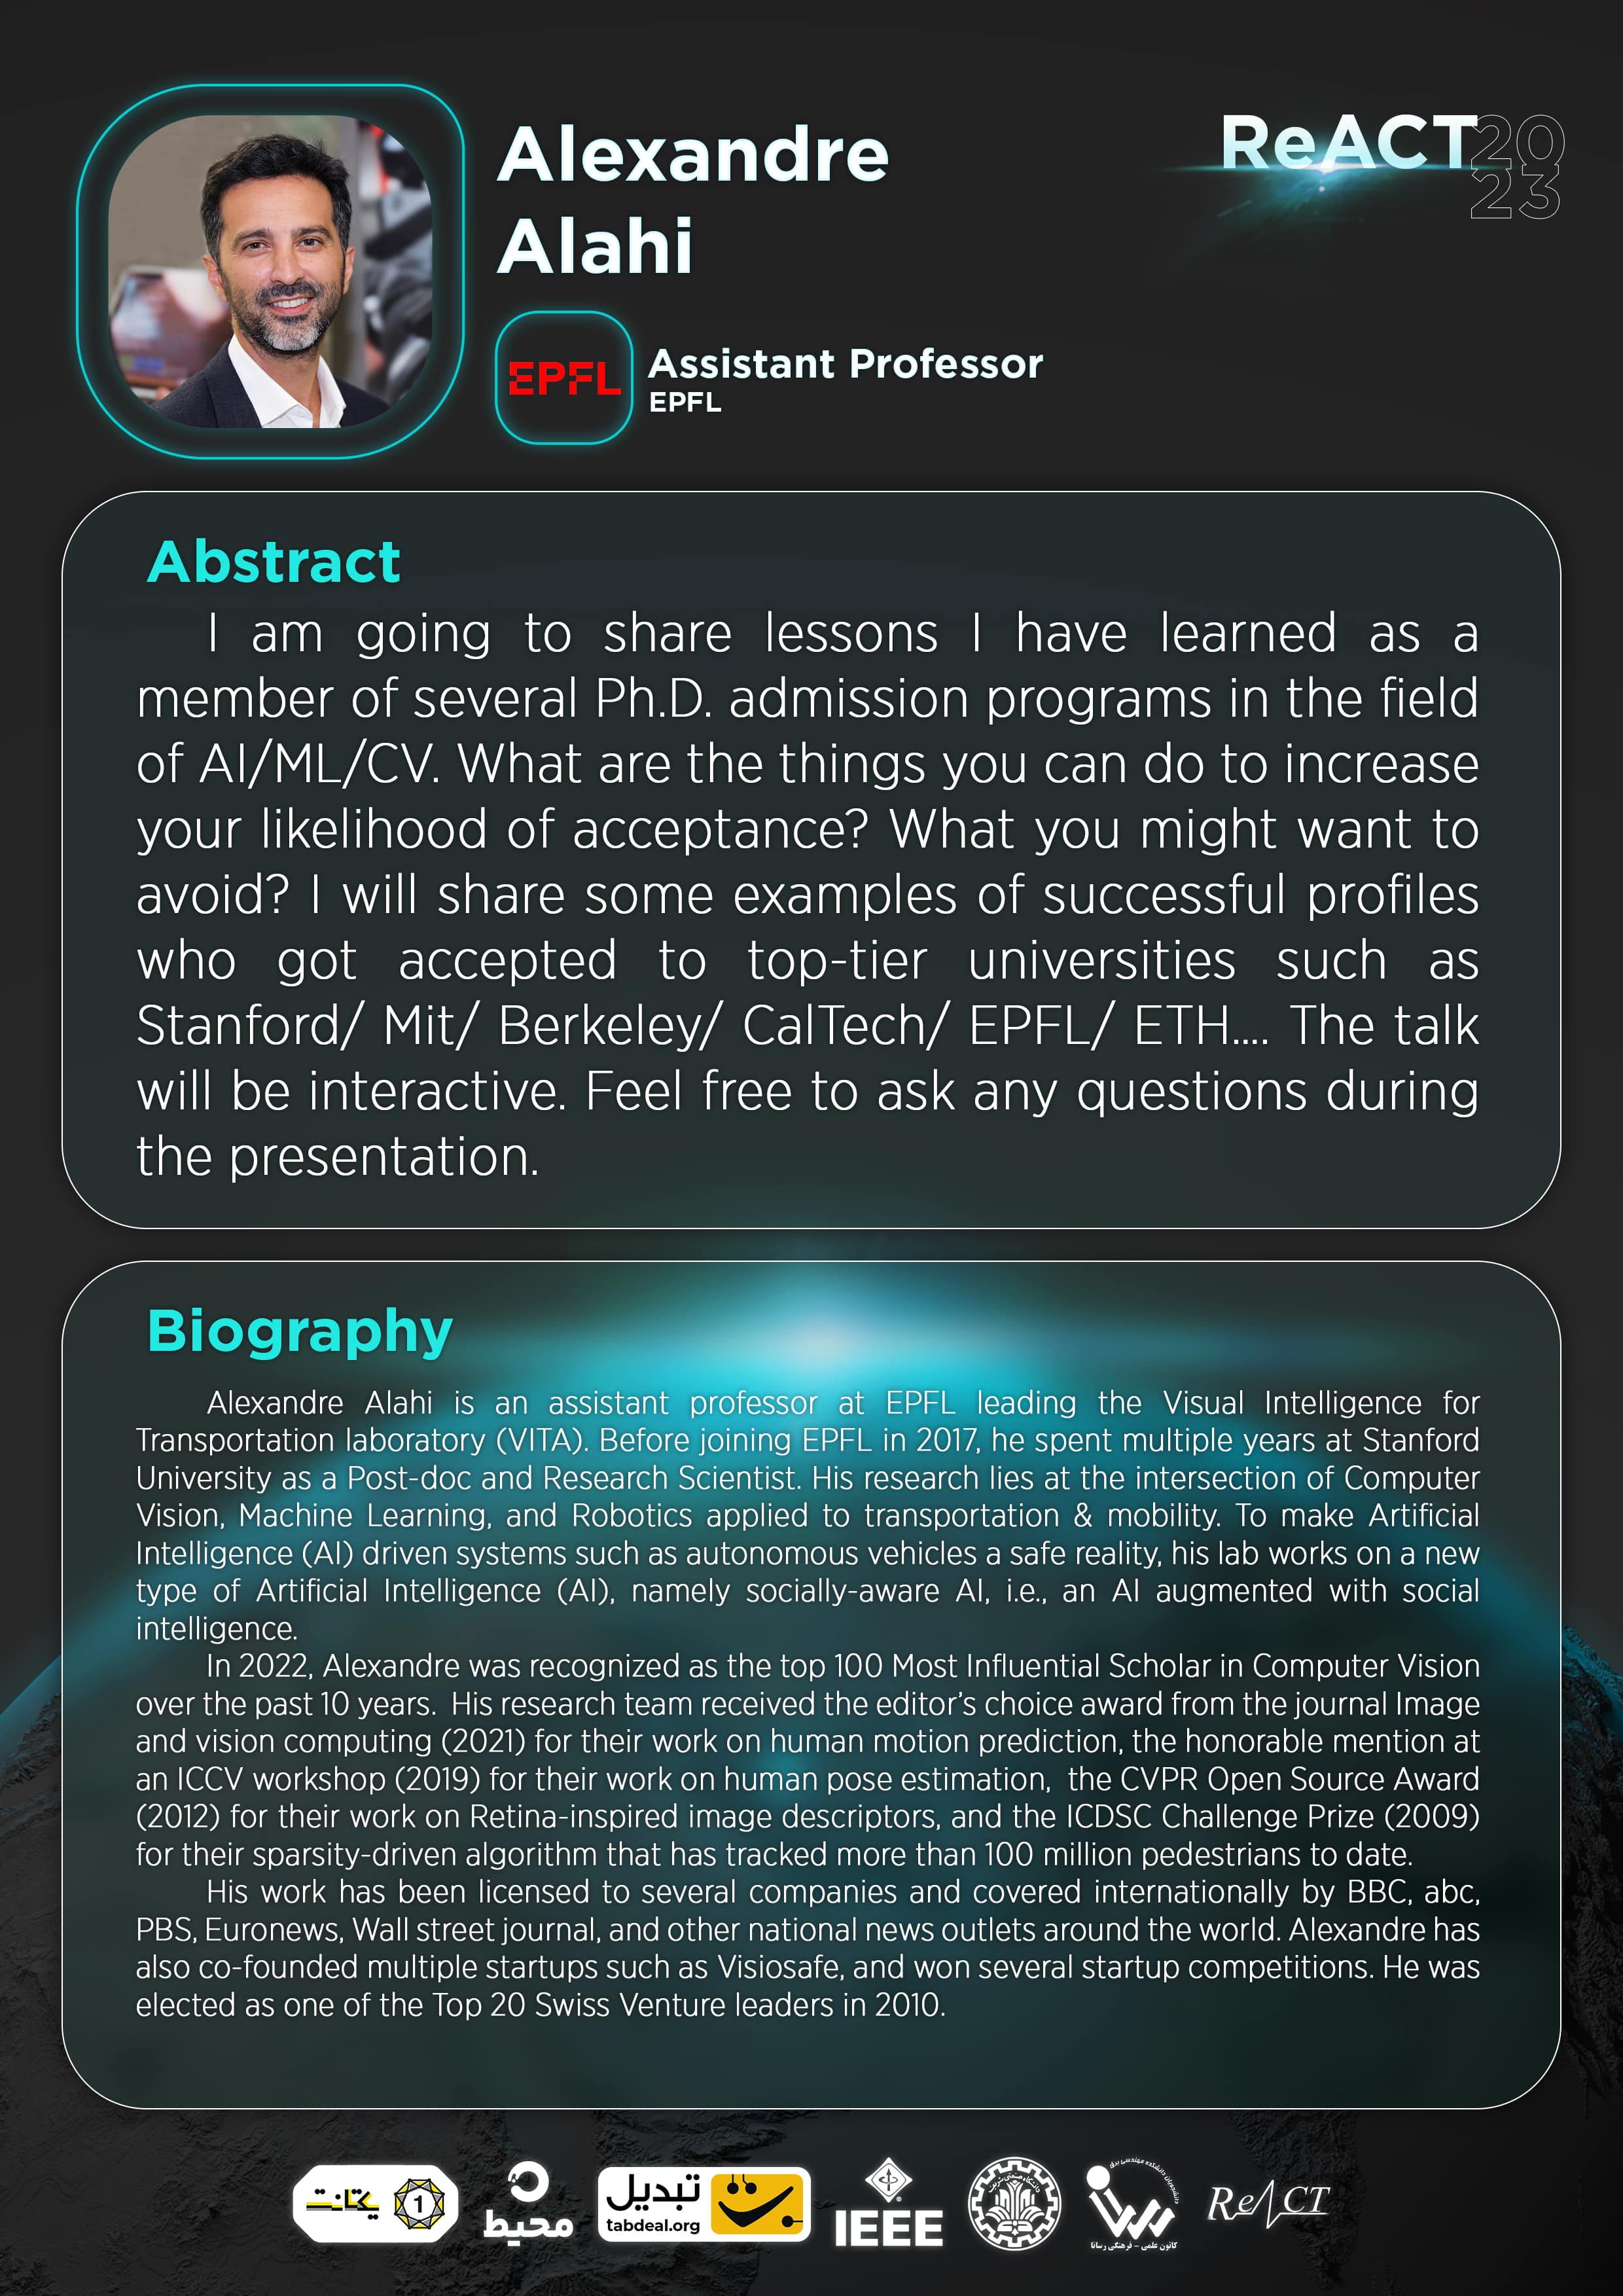 Alexandre
Alahi
ReACT
20
23
EPFL
Assistant Professor
EPFL
Abstract
I am going to share lessons I have learned as a
member of several Ph.D. admission programs in the field
of AI/ML/CV. What are the things you can do to increase
your likelihood of acceptance? What you might want to
avoid? I will share some examples of successful profiles
who got accepted to top-tier universities such as
Stanford/ Mit/ Berkeley/ CalTech/ EPFL/ ETH.... The talk
will be interactive. Feel free to ask any questions during
the presentation.
Biography
Alexandre Alahi is an assistant professor at EPFL leading the Visual Intelligence for
Transportation laboratory (VITA). Before joining EPFL in 2017, he spent multiple years at Stanford
University as a Post-doc and Research Scientist. His research lies at the intersection of Computer
Vision, Machine Learning, and Robotics applied to transportation & mobility. To make Artificial
Intelligence (AI) driven systems such as autonomous vehicles a safe reality, his lab works on a new
type of Artificial Intelligence (AI), namely socially-aware AI, i.e., an AI augmented with social
intelligence.
In 2022, Alexandre was recognized as the top 100 Most Influential Scholar in Computer Vision
over the past 10 years.  His research team received the editor’s choice award from the journal Image
and vision computing (2021) for their work on human motion prediction, the honorable mention at
an ICCV workshop (2019) for their work on human pose estimation,  the CVPR Open Source Award
(2012) for their work on Retina-inspired image descriptors, and the ICDSC Challenge Prize (2009)
for their sparsity-driven algorithm that has tracked more than 100 million pedestrians to date.
His work has been licensed to several companies and covered internationally by BBC, abc,
PBS, Euronews, Wall street journal, and other national news outlets around the world. Alexandre has
also co-founded multiple startups such as Visiosafe, and won several startup competitions. He was
elected as one of the Top 20 Swiss Venture leaders in 2010.
یکتانت
1
محیط
تبدیل
tabdeal.org
IEEE
دانشگاه صنعتی شریف
دانشجویان دانشکده مهندسی برق
رسانا
کانون علمی - فرهنگی رسانا
ReACT